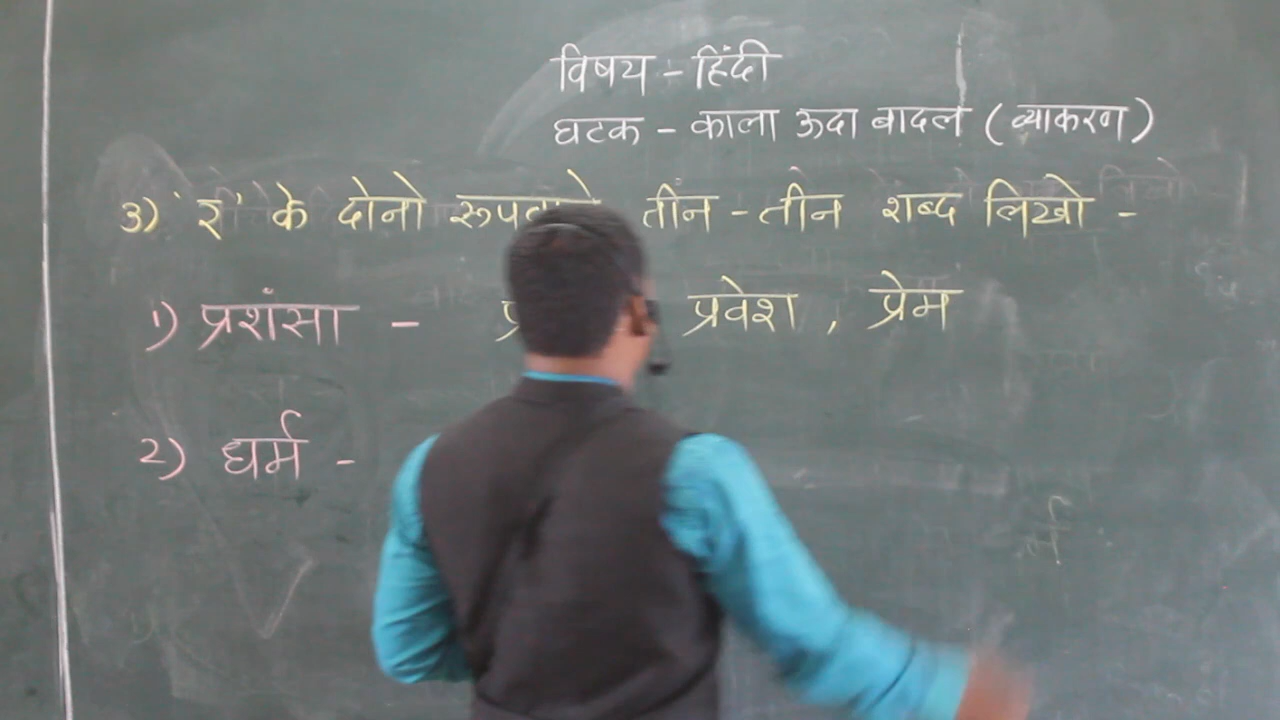 विषय - हिंदी
घटक - काला ऊदा बादल (व्याकरण)
3) 'र्' के दोनो तीन - तीन शब्द लिखो -
1) प्रशंसा - प्रवेश, प्रेम
2) धर्म -